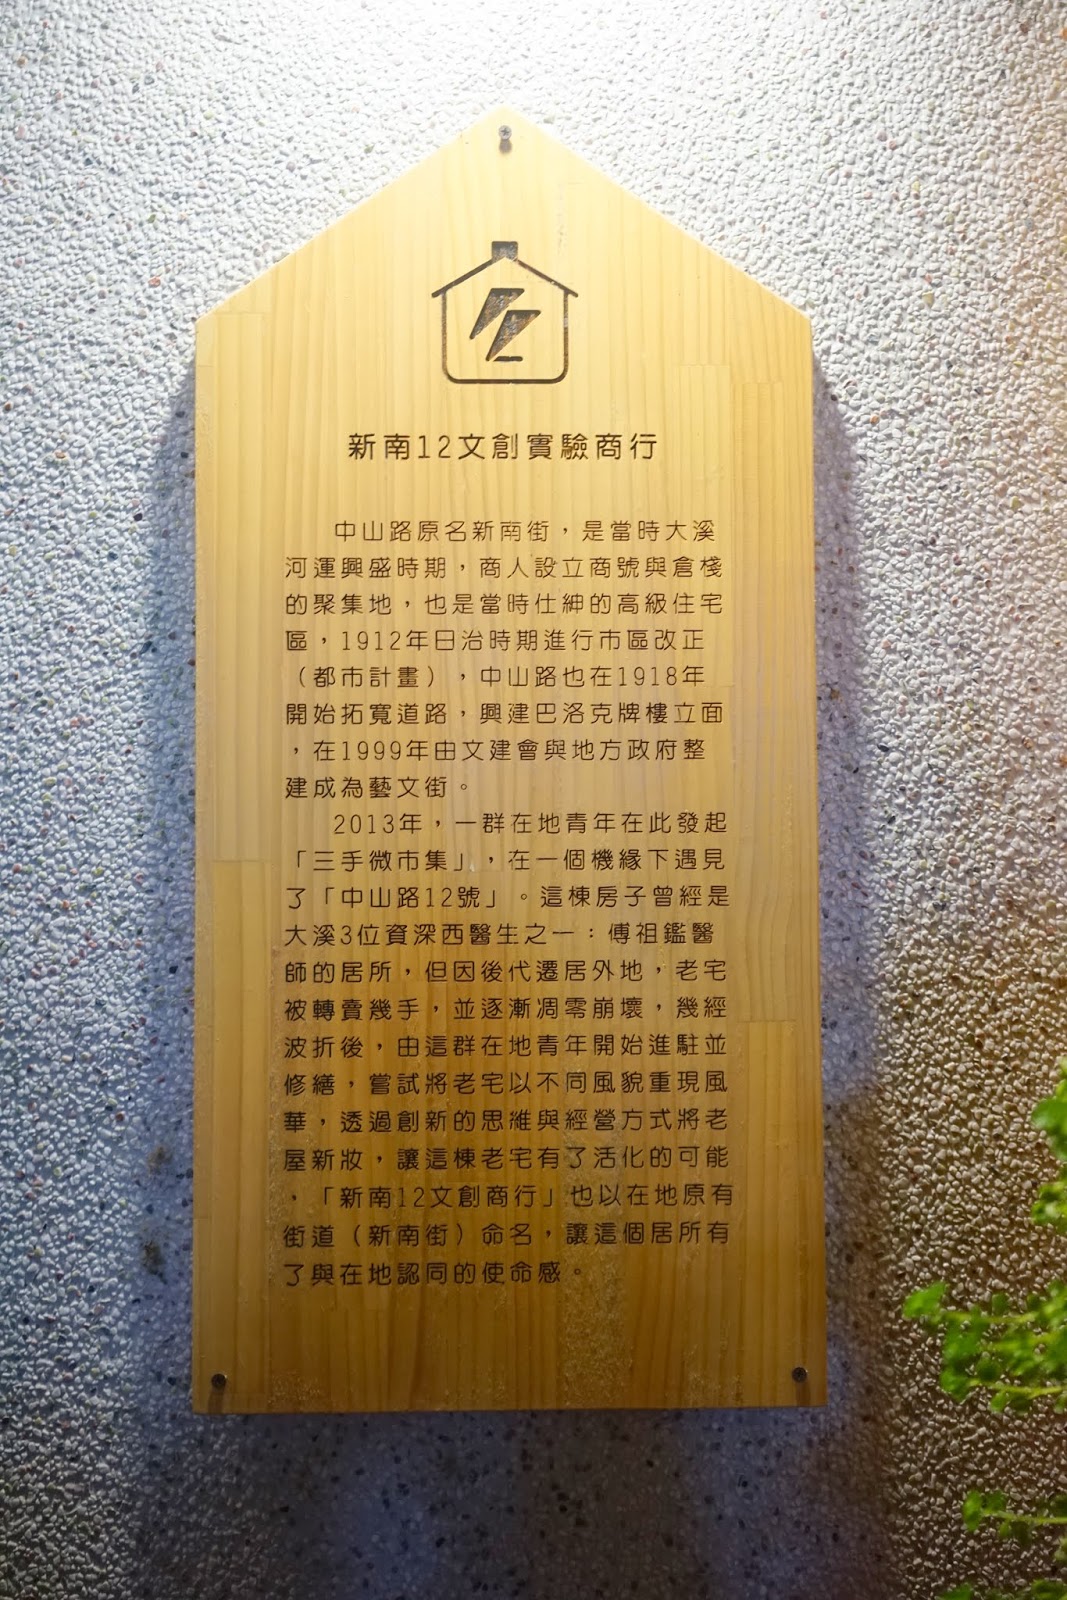 新南12文創實驗商行
中山路原名新南街，是當時大溪
河運興盛時期，商人設立商號與倉棧
的聚集地，也是當時仕紳的高級住宅
區，1912年日治時期進行市區改正
（都市計畫），中山路也在1918年
開始拓寬道路，興建巴洛克牌樓立面
，在1999年由文建會與地方政府整
建成為藝文街。
2013年，一群在地青年在此發起
「三手微市集」，在一個機緣下遇見
了「中山路12號」。這棟房子曾經是
大溪3位資深西醫生之一：傅祖鑑醫
師的居所，但因後代遷居外地，老宅
被轉賣幾手，並逐漸凋零崩壞，幾經
波折後，由這群在地青年開始進駐並
修繕，嘗試將老宅以不同風貌重現風
華，透過創新的思維與經營方式將老
屋新妝，讓這棟老宅有了活化的可能
，「新南12文創商行」也以在地原有
街道（新南街）命名，讓這個居所有
了與在地認同的使命感。